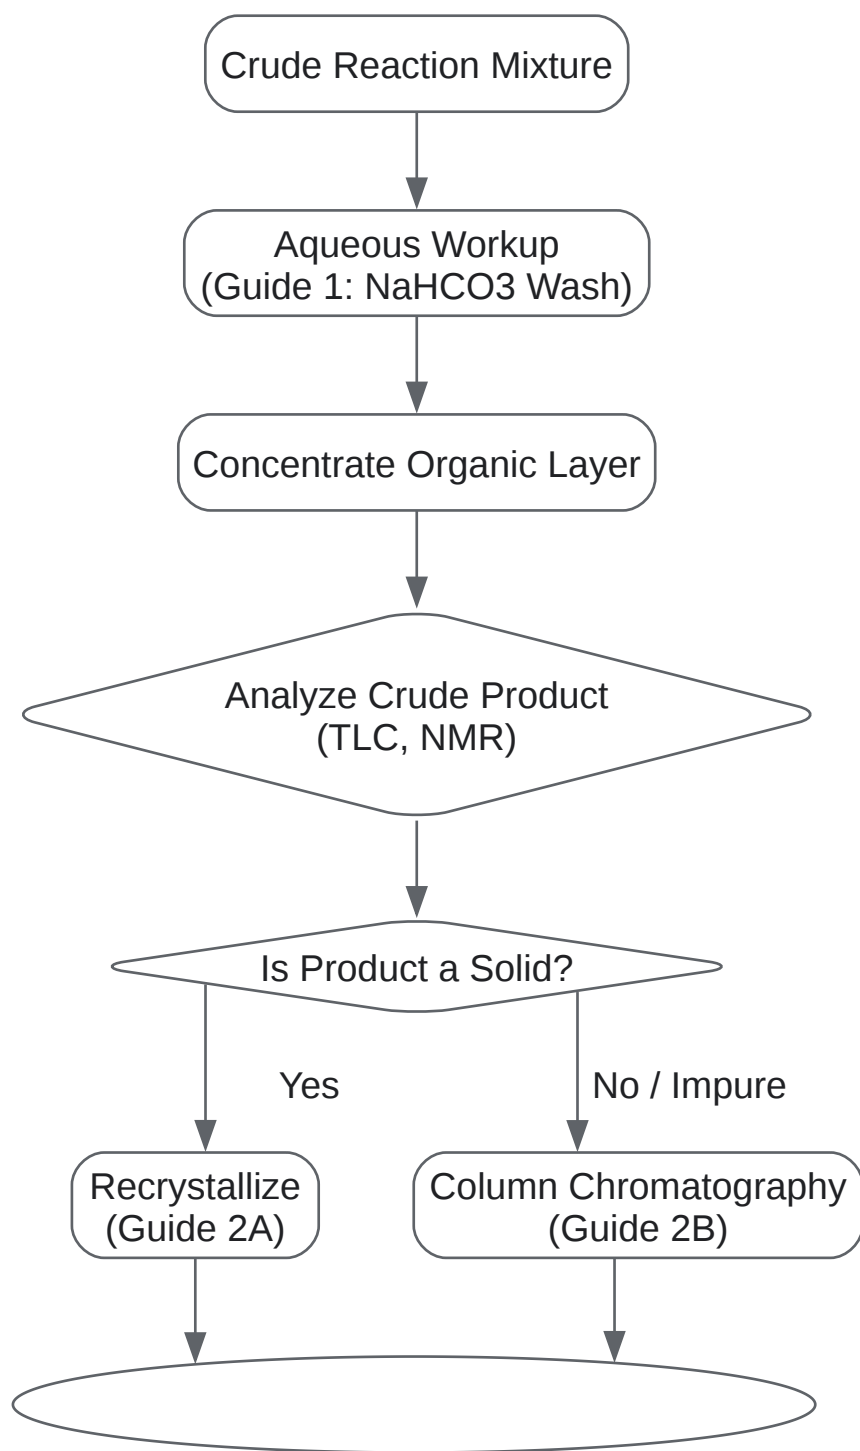 Crude Reaction Mixture
Aqueous Workup
(Guide 1: NaHCO3 Wash)
Concentrate Organic Layer
Analyze Crude Product
(TLC, NMR)
Is Product a Solid?
Yes
No / Impure
Recrystallize
(Guide 2A)
Column Chromatography
(Guide 2B)